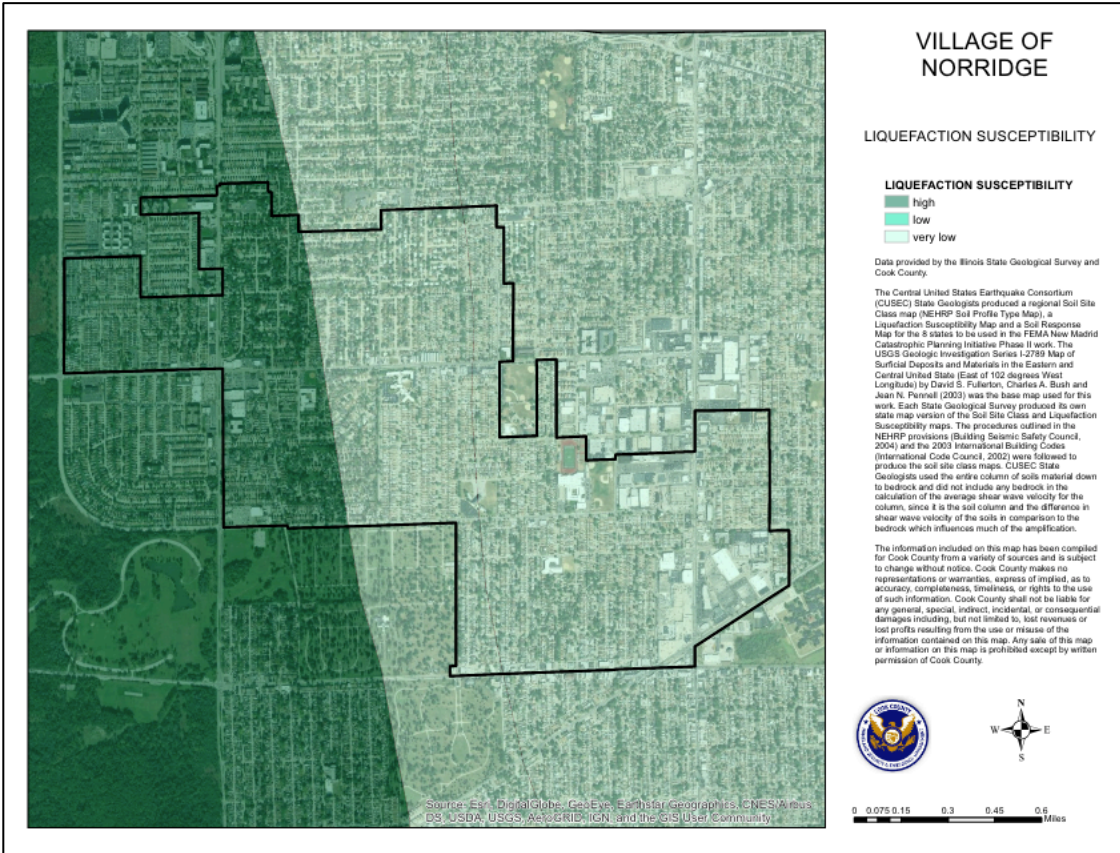 VILLAGE OF
NORRIDGE
LIQUEFACTION SUSCEPTIBILITY
LIQUEFACTION SUSCEPTIBILITY
high
low
very low
Data provided by the Illinois State Geological Survey and
Cook County.
The Central United States Earthquake Consortium
(CUSEC) State Geologists produced a regional Soil Site
Class map (NEHRP Soil Profile Type Map), a
Liquefaction Susceptibility Map and a Soil Response
Map for the 8 states to be used in the FEMA New Madrid
Catastrophic Planning Initiative Phase II work. The
USGS Geologic Investigation Series I-2789 Map of
Surficial Deposits and Materials in the Eastern and
Central United State (East of 102 degrees West
Longitude) by David S. Fullerton, Charles A. Bush and
Jean N. Pennell (2003) was the base map used for this
work. Each State Geological Survey produced its own
state map version of the Soil Site Class and Liquefaction
Susceptibility maps. The procedures outlined in the
NEHRP provisions (Building Seismic Safety Council,
2004) and the 2003 International Building Codes
(International Code Council, 2002) were followed to
produce the soil site class maps. CUSEC State
Geologists used the entire column of soils material down
to bedrock and did not include any bedrock in the
calculation of the average shear wave velocity for the
column, since it is the soil column and the difference in
shear wave velocity of the soils in comparison to the
bedrock which influences much of the amplification.
The information included on this map has been compiled
for Cook County from a variety of sources and is subject
to change without notice. Cook County makes no
representations or warranties, express of implied, as to
accuracy, completeness, timeliness, or rights to the use
of such information. Cook County shall not be liable for
any general, special, indirect, incidental, or consequential
damages including, but not limited to, lost revenues or
lost profits resulting from the use or misuse of the
information contained on this map. Any sale of this map
or information on this map is prohibited except by written
permission of Cook County.
COOK COUNTY
N
W E
S
0 0.075 0.15 0.3 0.45 0.6
Miles
Source: Esri, DigitalGlobe, GeoEye, Earthstar Geographics, CNES/Airbus
DS, USDA, USGS, AeroGRID, IGN, and the GIS User Community